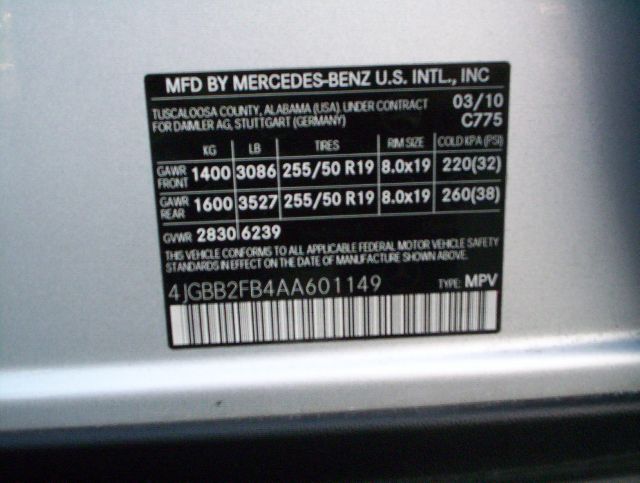 MFD BY MERCEDES-BENZ U.S. INTL., INC
TUSCALOOSA COUNTY, ALABAMA (USA). UNDER CONTRACT 03/10
FOR DAIMLER AG, STUTTGART (GERMANY) C775
KG LB TIRES RIM SIZE COLD KPA (PSI)
GAWR FRONT 1400 3086 255/50 R19 8.0x19 220(32)
GAWR REAR 1600 3527 255/50 R19 8.0x19 260(38)
GVWR 2830 6239
THIS VEHICLE CONFORMS TO ALL APPLICABLE FEDERAL MOTOR VEHICLE SAFETY
STANDARDS IN EFFECT ON THE DATE OF MANUFACTURE SHOWN ABOVE.
4JGBB2FB4AA601149 TYPE: MPV